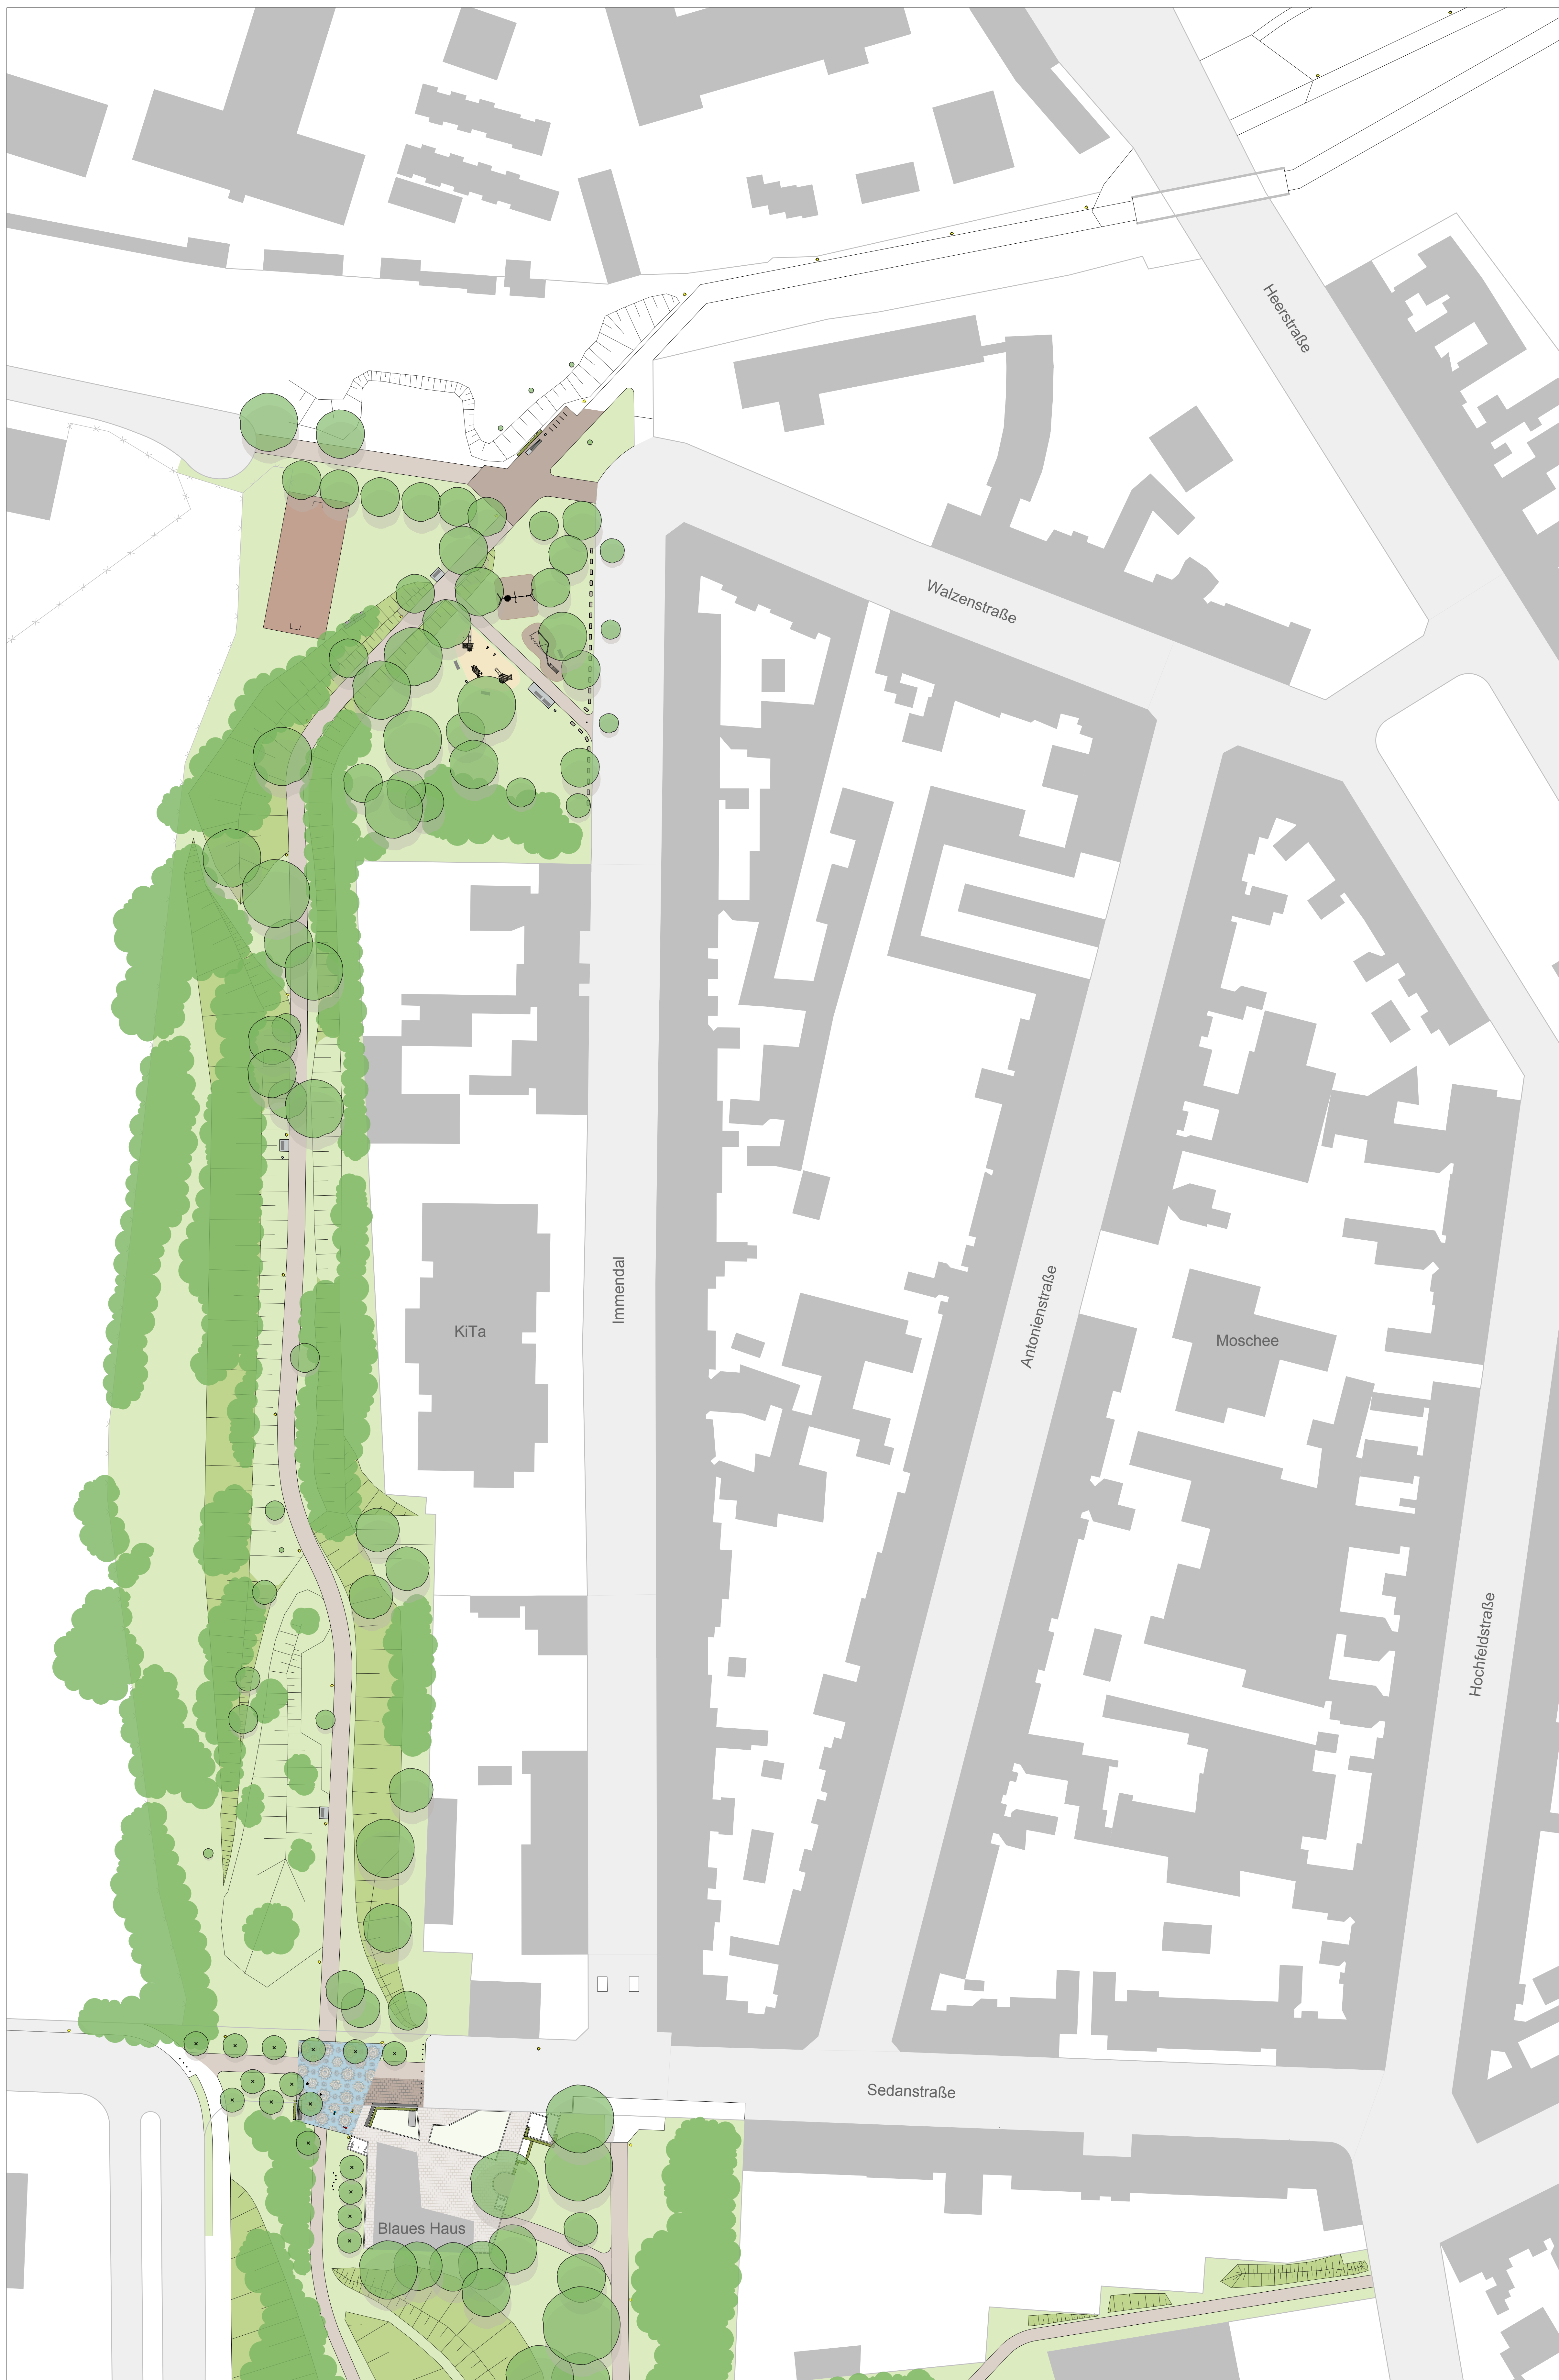 Heerstraße
Walzenstraße
Immendal
Antonienstraße
KiTa
Moschee
Hochfeldstraße
Sedanstraße
Blaues Haus